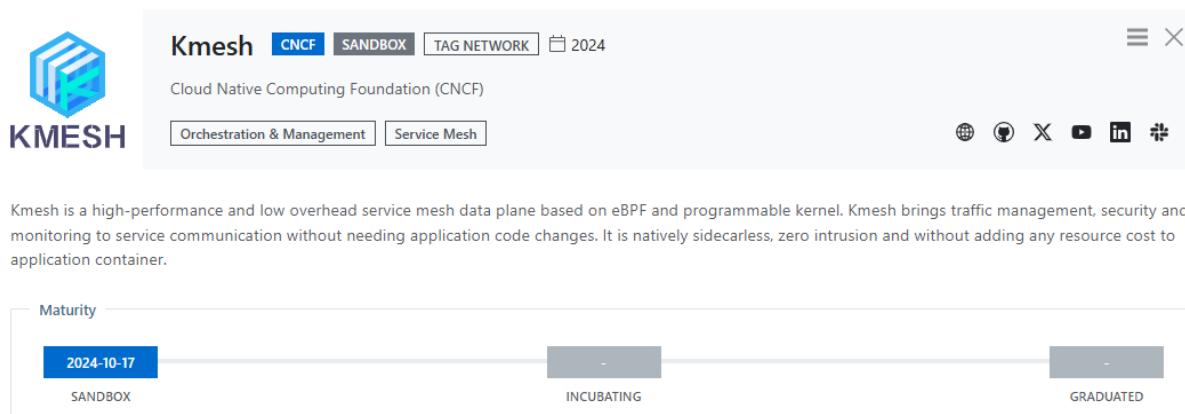 Kmesh CNCF SANDBOX TAG NETWORK 2024
Cloud Native Computing Foundation (CNCF)
KMESH
Orchestration & Management Service Mesh
Kmesh is a high-performance and low overhead service mesh data plane based on eBPF and programmable kernel. Kmesh brings traffic management, security and
monitoring to service communication without needing application code changes. It is natively sidecarless, zero intrusion and without adding any resource cost to
application container.
Maturity
2024-10-17 - -
SANDBOX INCUBATING GRADUATED